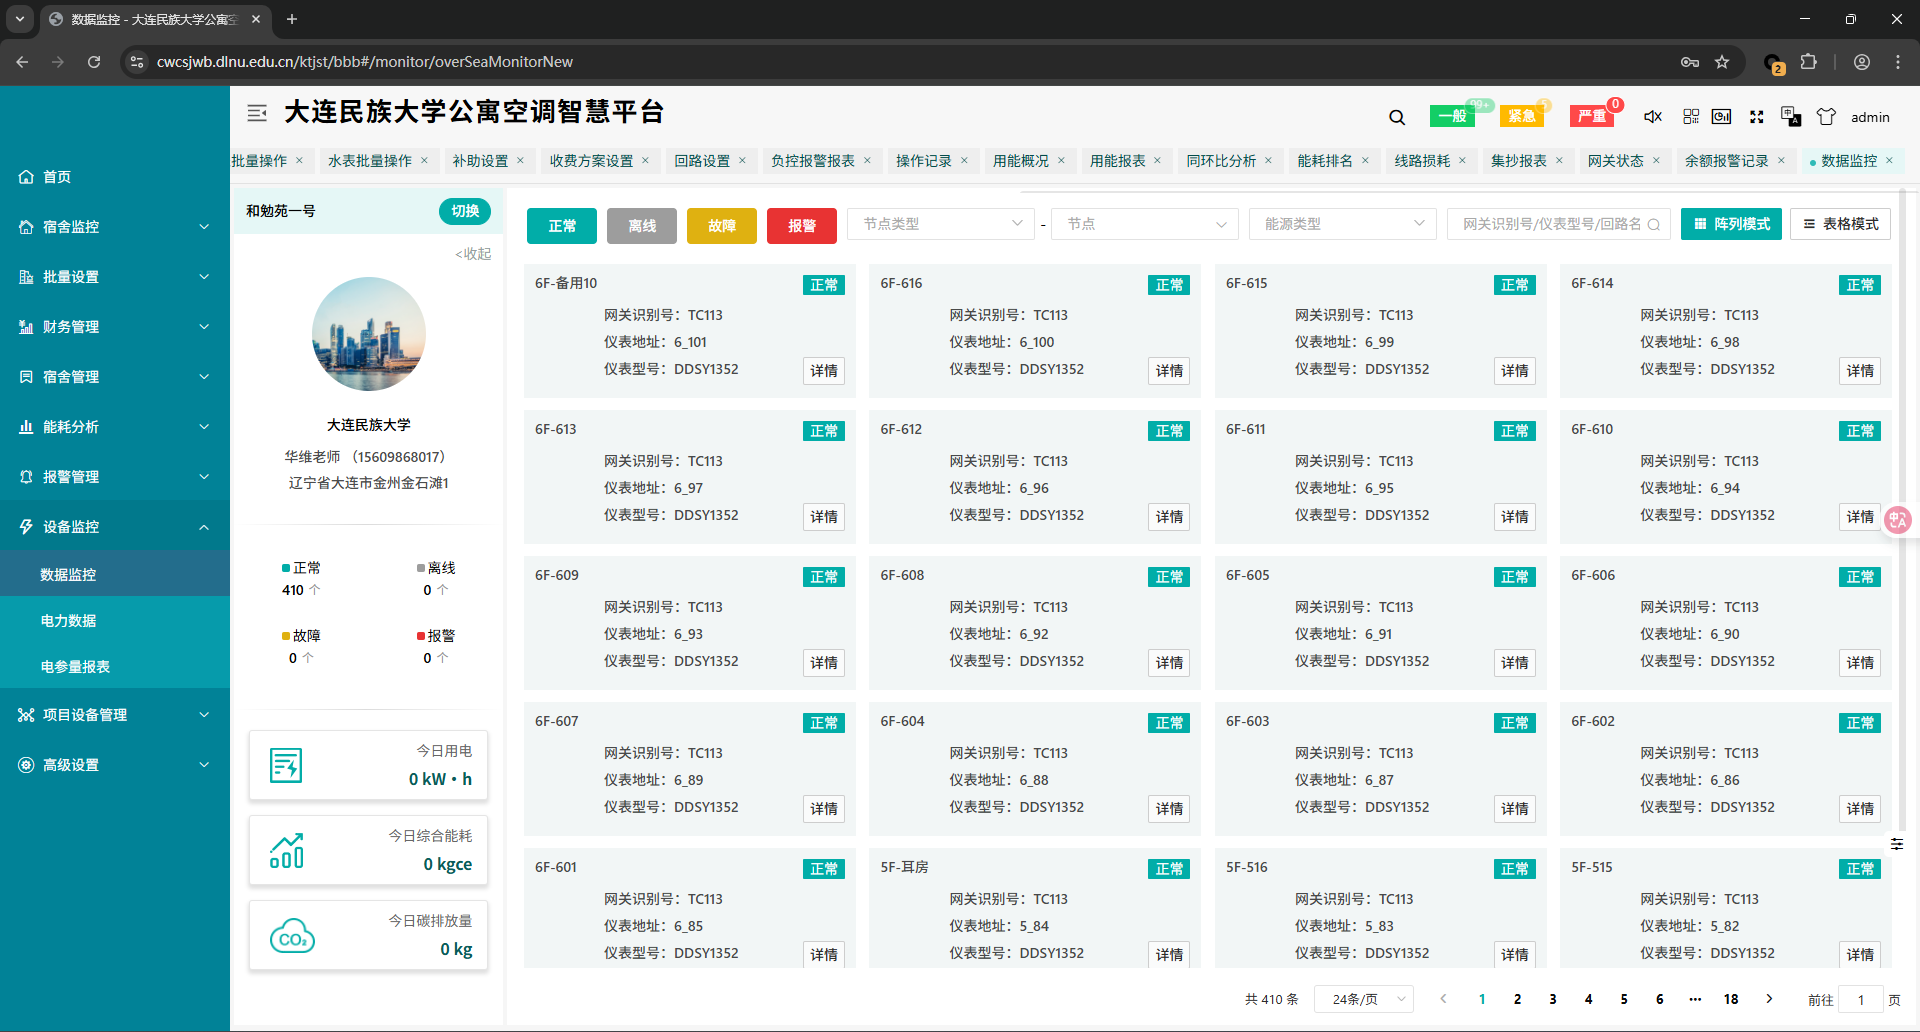 数据监控 - 大连民族大学公寓空
cwcsjwb.dlnu.edu.cn/ktjst/bbb#/monitor/overSeaMonitorNew
2
大连民族大学公寓空调智慧平台
一般 99+ 紧急 6 严重 0 中 A admin
批量操作 × 水表批量操作 × 补助设置 × 收费方案设置 × 回路设置 × 负控报警报表 × 操作记录 × 用能概况 × 用能报表 × 同环比分析 × 能耗排名 × 线路损耗 × 集抄报表 × 网关状态 × 余额报警记录 × 数据监控 ×
首页
宿舍监控
批量设置
财务管理
宿舍管理
能耗分析
报警管理
设备监控
数据监控
电力数据
电参量报表
项目设备管理
高级设置
和勉苑一号 切换
<收起
大连民族大学
华维老师 （15609868017）
辽宁省大连市金州金石滩1
正常 离线
410 个 0 个
故障 报警
0 个 0 个
今日用电
0 kW·h
今日综合能耗
0 kgce
今日碳排放量
CO₂
0 kg
正常 离线 故障 报警 节点类型 - 节点 能源类型 网关识别号/仪表型号/回路名 阵列模式 表格模式
6F-备用10 正常 6F-616 正常 6F-615 正常 6F-614 正常
网关识别号：TC113 网关识别号：TC113 网关识别号：TC113 网关识别号：TC113
仪表地址：6_101 仪表地址：6_100 仪表地址：6_99 仪表地址：6_98
仪表型号：DDSY1352 详情 仪表型号：DDSY1352 详情 仪表型号：DDSY1352 详情 仪表型号：DDSY1352 详情
6F-613 正常 6F-612 正常 6F-611 正常 6F-610 正常
网关识别号：TC113 网关识别号：TC113 网关识别号：TC113 网关识别号：TC113
仪表地址：6_97 仪表地址：6_96 仪表地址：6_95 仪表地址：6_94
仪表型号：DDSY1352 详情 仪表型号：DDSY1352 详情 仪表型号：DDSY1352 详情 仪表型号：DDSY1352 详情
6F-609 正常 6F-608 正常 6F-605 正常 6F-606 正常
网关识别号：TC113 网关识别号：TC113 网关识别号：TC113 网关识别号：TC113
仪表地址：6_93 仪表地址：6_92 仪表地址：6_91 仪表地址：6_90
仪表型号：DDSY1352 详情 仪表型号：DDSY1352 详情 仪表型号：DDSY1352 详情 仪表型号：DDSY1352 详情
6F-607 正常 6F-604 正常 6F-603 正常 6F-602 正常
网关识别号：TC113 网关识别号：TC113 网关识别号：TC113 网关识别号：TC113
仪表地址：6_89 仪表地址：6_88 仪表地址：6_87 仪表地址：6_86
仪表型号：DDSY1352 详情 仪表型号：DDSY1352 详情 仪表型号：DDSY1352 详情 仪表型号：DDSY1352 详情
6F-601 正常 5F-耳房 正常 5F-516 正常 5F-515 正常
网关识别号：TC113 网关识别号：TC113 网关识别号：TC113 网关识别号：TC113
仪表地址：6_85 仪表地址：5_84 仪表地址：5_83 仪表地址：5_82
仪表型号：DDSY1352 详情 仪表型号：DDSY1352 详情 仪表型号：DDSY1352 详情 仪表型号：DDSY1352 详情
共 410 条 24条/页 1 2 3 4 5 6 ··· 18 前往 1 页